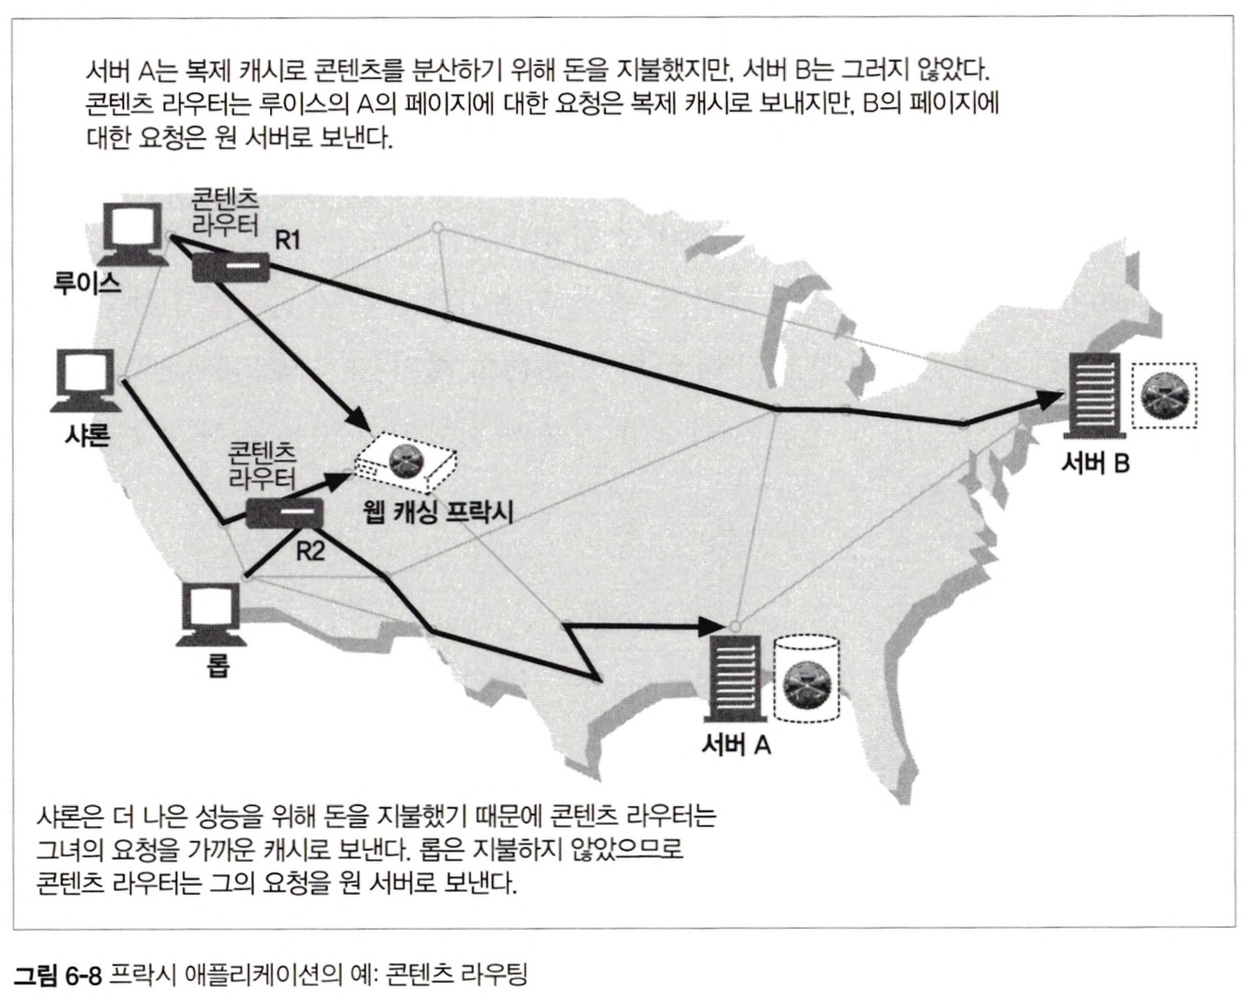 서버 A는 복제 캐시로 콘텐츠를 분산하기 위해 돈을 지불했지만, 서버 B는 그러지 않았다.
콘텐츠 라우터는 루이스의 A의 페이지에 대한 요청은 복제 캐시로 보내지만, B의 페이지에
대한 요청은 원 서버로 보낸다.
콘텐츠
라우터
R1
루이스
샤론
서버 B
콘텐츠
라우터
웹 캐싱 프락시
R2
롭
서버 A
샤론은 더 나은 성능을 위해 돈을 지불했기 때문에 콘텐츠 라우터는
그녀의 요청을 가까운 캐시로 보낸다. 롭은 지불하지 않았으므로
콘텐츠 라우터는 그의 요청을 원 서버로 보낸다.
그림 6-8 프락시 애플리케이션의 예: 콘텐츠 라우팅